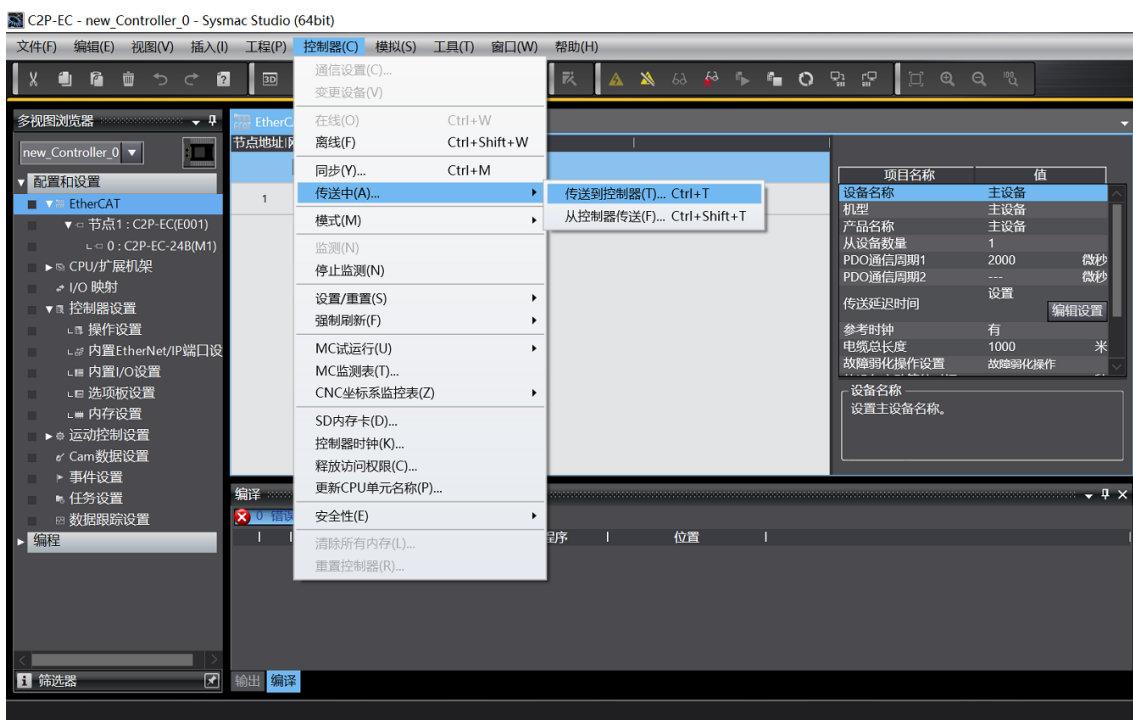 C2P-EC - new_Controller_0 - Sysmac Studio (64bit)
文件(F) 编辑(E) 视图(V) 插入(I) 工程(P) 控制器(C) 模拟(S) 工具(T) 窗口(W) 帮助(H)
3D
多视图浏览器
new_Controller_0
配置和设置
EtherCAT
节点1 : C2P-EC(E001)
0 : C2P-EC-24B(M1)
CPU/扩展机架
I/O 映射
控制器设置
操作设置
内置EtherNet/IP端口设
内置I/O设置
选项板设置
内存设置
运动控制设置
Cam数据设置
事件设置
任务设置
数据跟踪设置
编程
筛选器
EtherC
节点地址
1
通信设置(C)...
变更设备(V)
在线(O) Ctrl+W
离线(F) Ctrl+Shift+W
同步(Y)... Ctrl+M
传送中(A)...
模式(M)
监测(N)
停止监测(N)
设置/重置(S)
强制刷新(F)
MC试运行(U)
MC监测表(T)...
CNC坐标系监控表(Z)
SD内存卡(D)...
控制器时钟(K)...
释放访问权限(C)...
更新CPU单元名称(P)...
安全性(E)
清除所有内存(L)...
重置控制器(R)...
传送到控制器(T)... Ctrl+T
从控制器传送(F)... Ctrl+Shift+T
项目名称 值
设备名称 主设备
机型 主设备
产品名称 主设备
从设备数量 1
PDO通信周期1 2000 微秒
PDO通信周期2 --- 微秒
传送延迟时间 设置
编辑设置
参考时钟 有
电缆总长度 1000 米
故障弱化操作设置 故障弱化操作
设备名称
设置主设备名称。
编译
0 错误
程序 位置
输出 编译